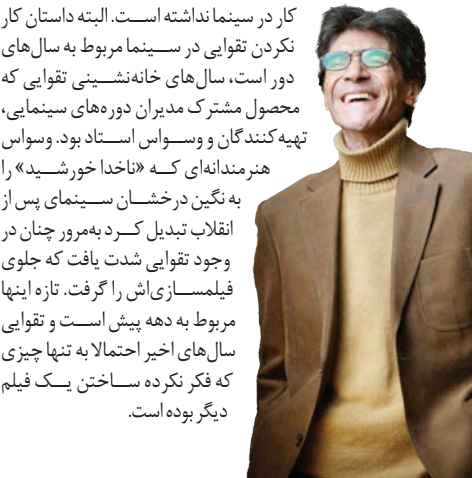 کار در سینما نداشته است. البته داستان کار
نکردن تقوایی در سینما مربوط به سال‌های
دور است، سال‌های خانه‌نشینی تقوایی که
محصول مشترک مدیران دوره‌های سینمایی،
تهیه‌کنندگان و وسواس استاد بود. وسواس
هنرمندانه‌ای که «ناخدا خورشید» را
به نگین درخشان سینمای پس از
انقلاب تبدیل کرد به‌مرور چنان در
وجود تقوایی شدت یافت که جلوی
فیلمسازی‌اش را گرفت. تازه اینها
مربوط به دهه پیش است و تقوایی
سال‌های اخیر احتمالا به تنها چیزی
که فکر نکرده ساختن یک فیلم
دیگر بوده است.